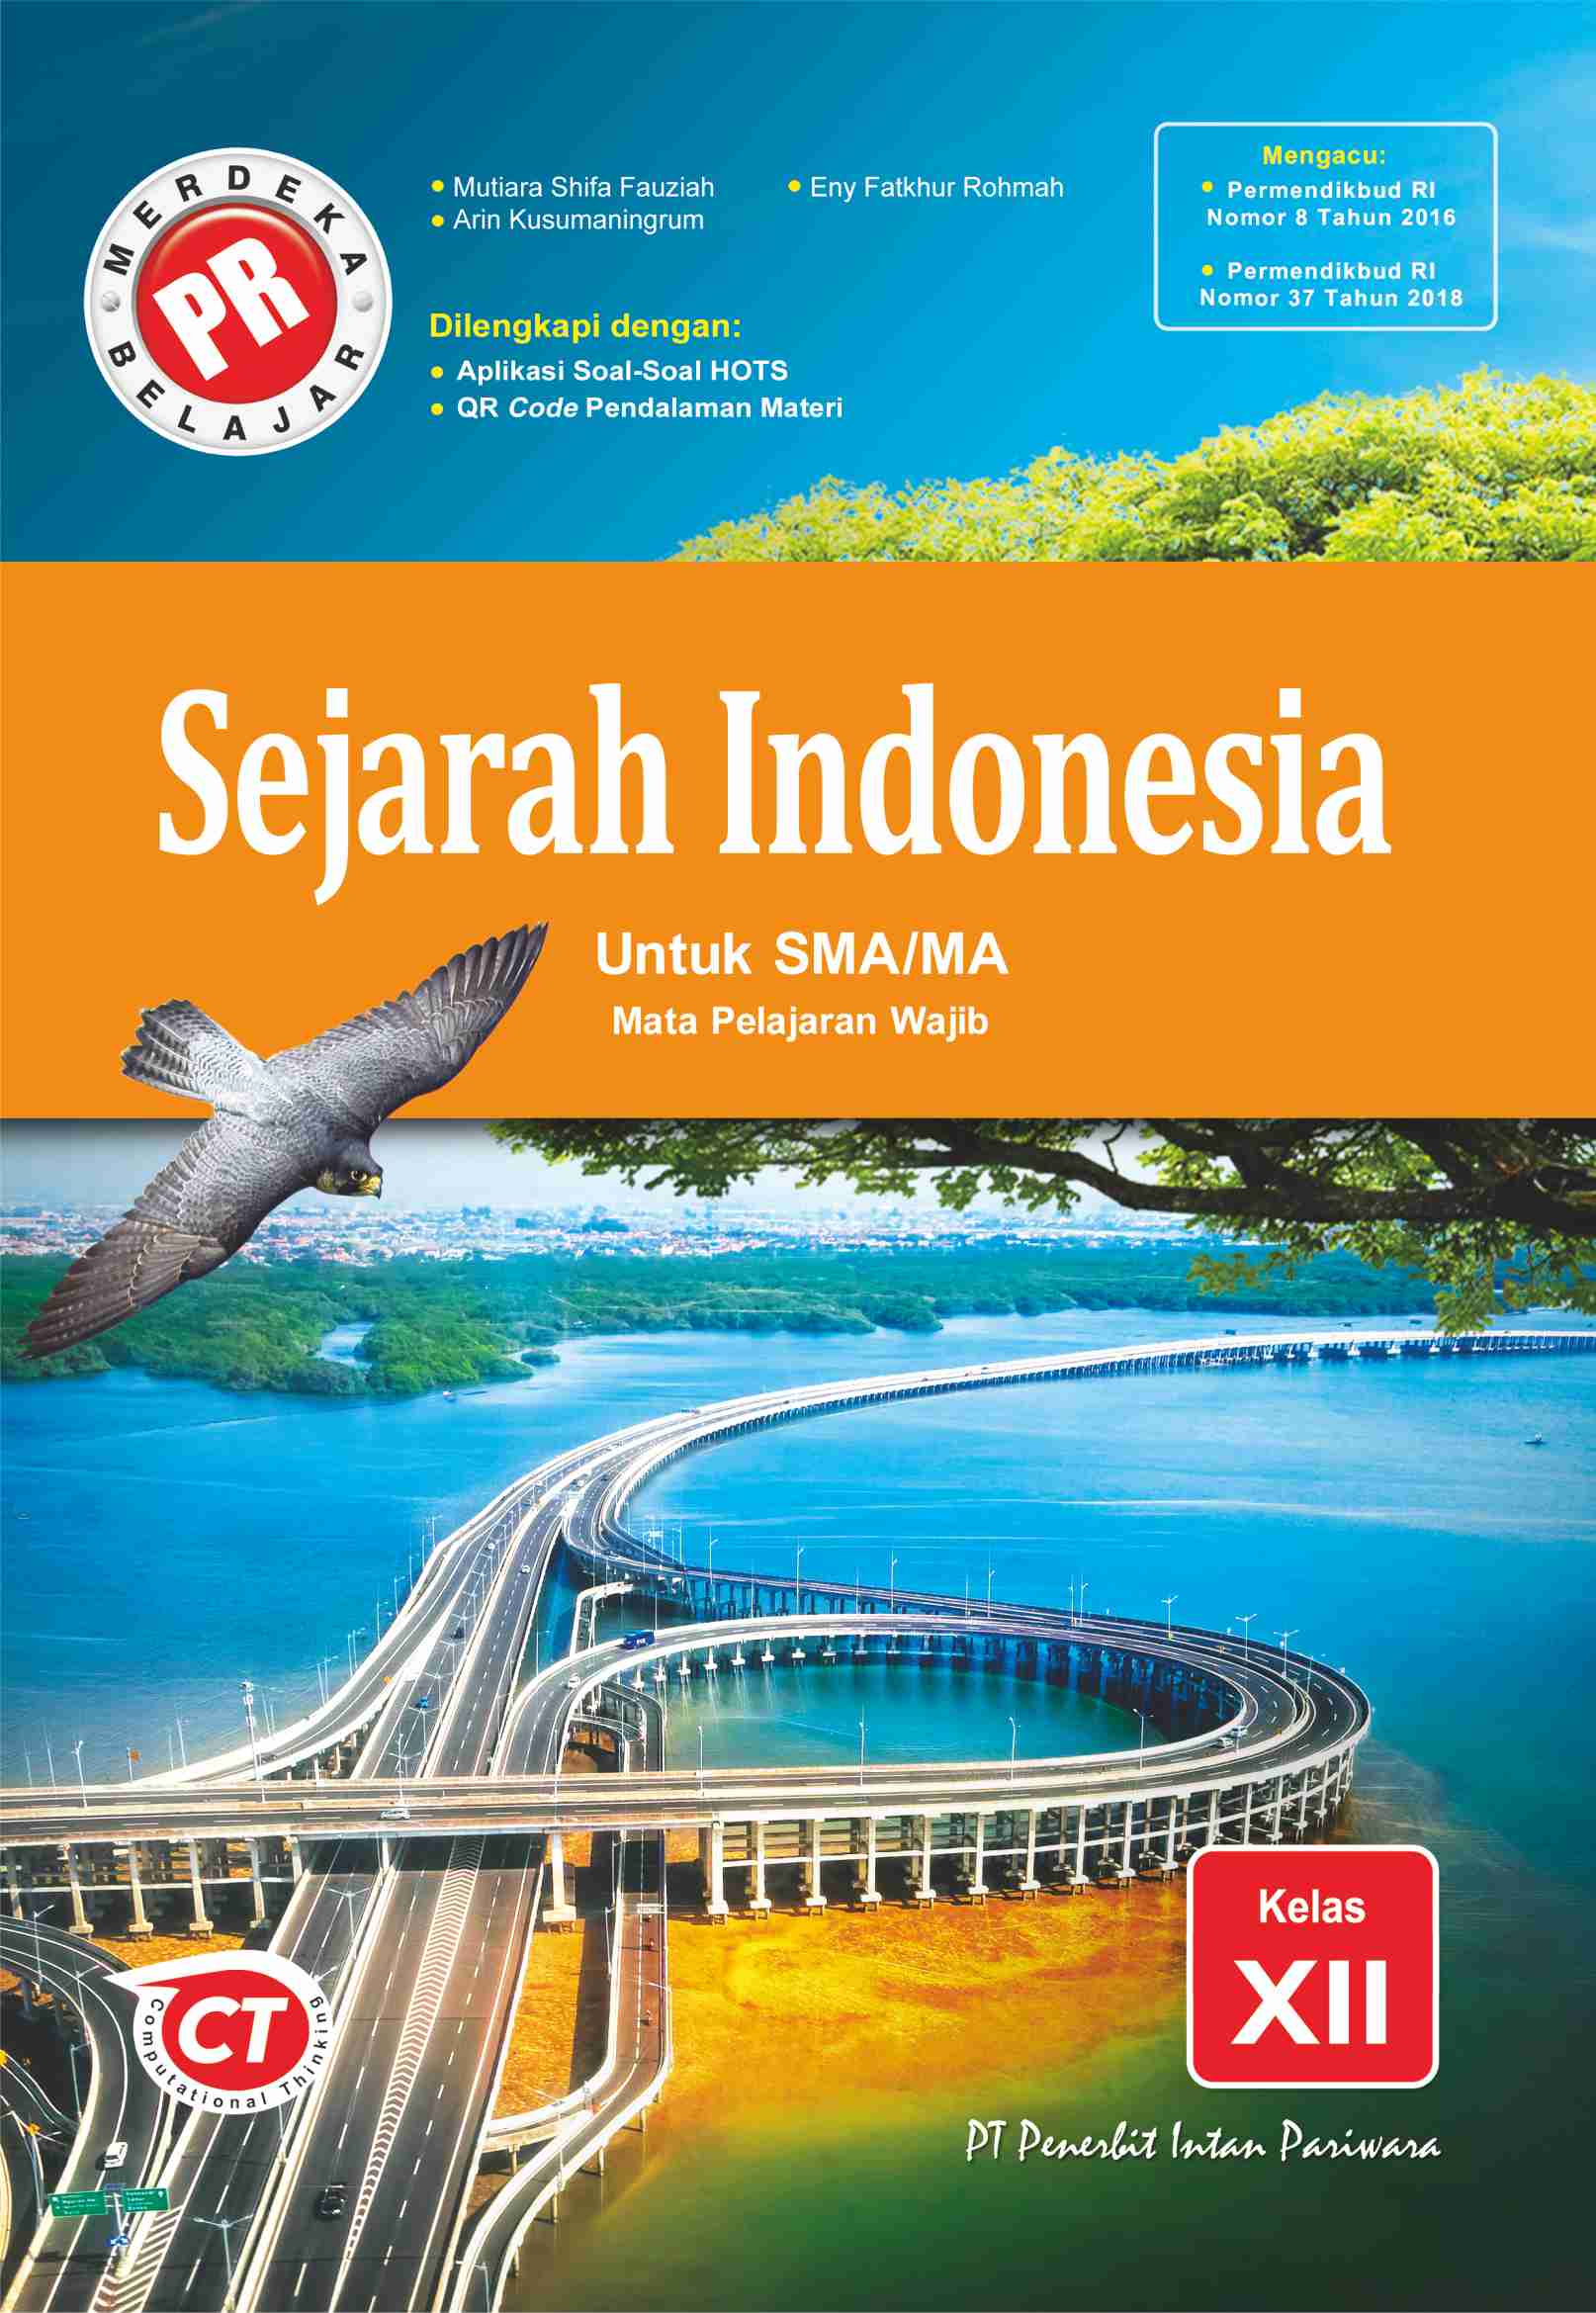 MERDEKA
PR
BELAJAR
• Mutiara Shifa Fauziah
• Arin Kusumaningrum
• Eny Fatkhur Rohmah
Dilengkapi dengan:
• Aplikasi Soal-Soal HOTS
• QR Code Pendalaman Materi
Mengacu:
• Permendikbud RI
Nomor 8 Tahun 2016
• Permendikbud RI
Nomor 37 Tahun 2018
Sejarah Indonesia
Untuk SMA/MA
Mata Pelajaran Wajib
Kelas
XII
CT
Computational Thinking
PT Penerbit Intan Pariwara